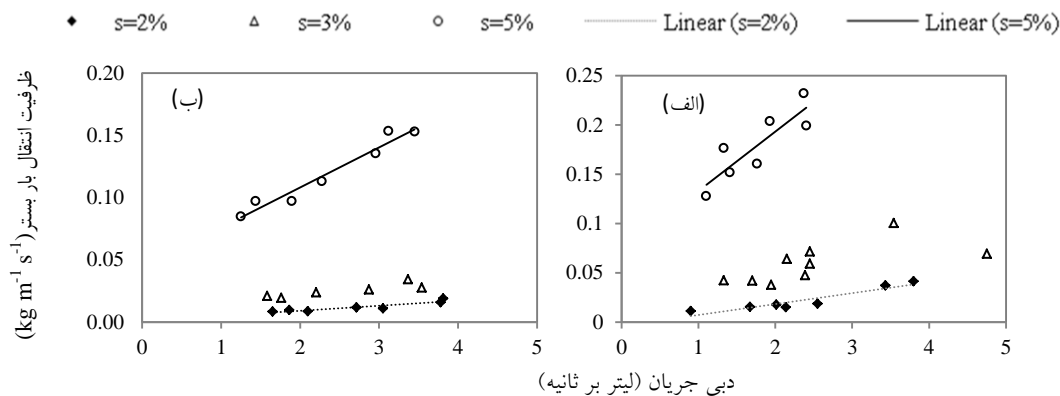 s=2% s=3% s=5% Linear (s=2%) Linear (s=5%)
ظرفیت انتقال بار بستر (kg m⁻¹ s⁻¹)
(ب)
0.20
0.15
0.10
0.05
0.00
0 1 2 3 4 5
(الف)
0.25
0.2
0.15
0.1
0.05
0
0 1 2 3 4 5
دبی جریان (لیتر بر ثانیه)